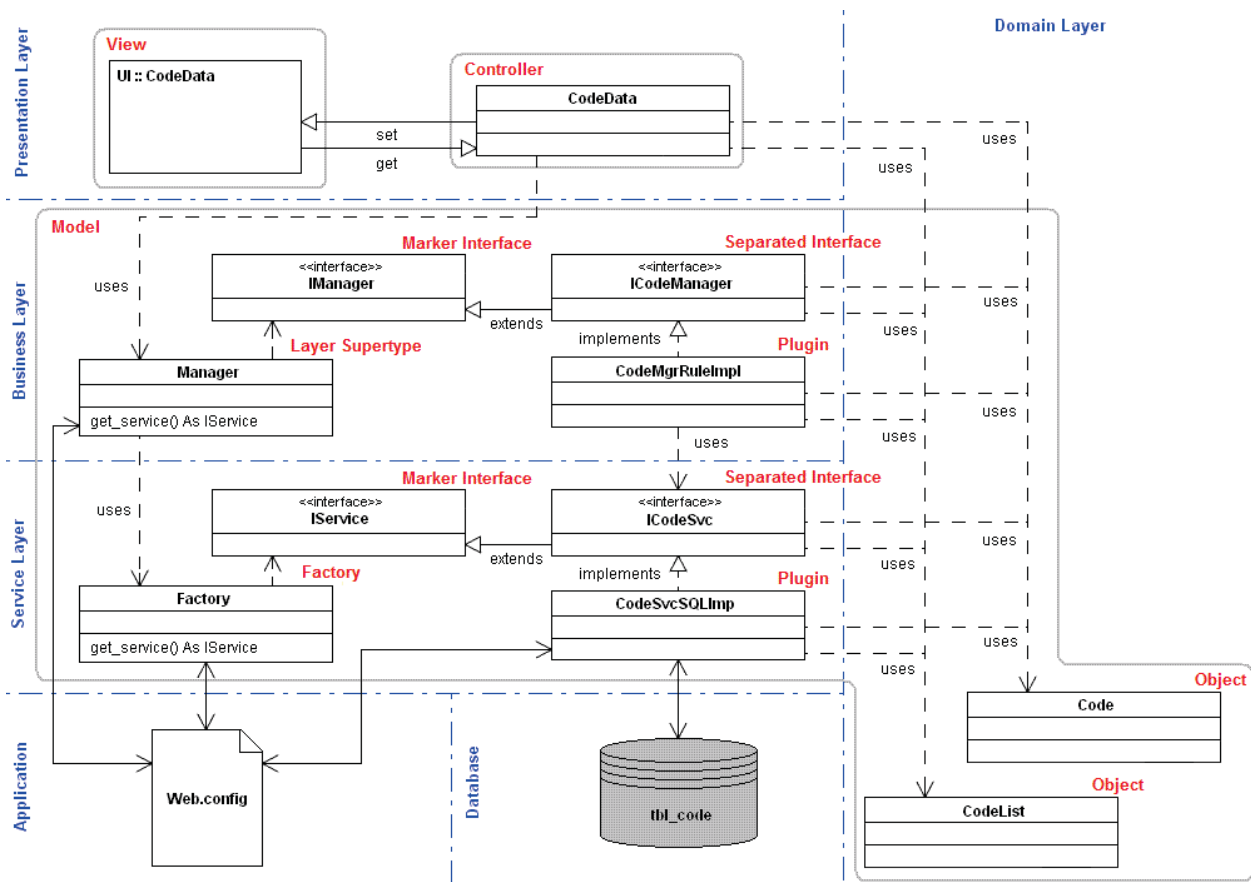 Presentation Layer
View
UI :: CodeData
Controller
CodeData
set
get
Domain Layer
uses
uses
Business Layer
Model
uses
Marker Interface
<<interface>>
IManager
extends
Separated Interface
<<interface>>
ICodeManager
implements
uses
uses
Layer Supertype
Manager
get_service() As IService
Plugin
CodeMgrRuleImpl
uses
uses
uses
Service Layer
uses
Marker Interface
<<interface>>
IService
extends
Separated Interface
<<interface>>
ICodeSvc
implements
uses
uses
Factory
Factory
get_service() As IService
Plugin
CodeSvcSQLImp
uses
uses
Application
Web.config
Database
tbl_code
Object
Code
Object
CodeList